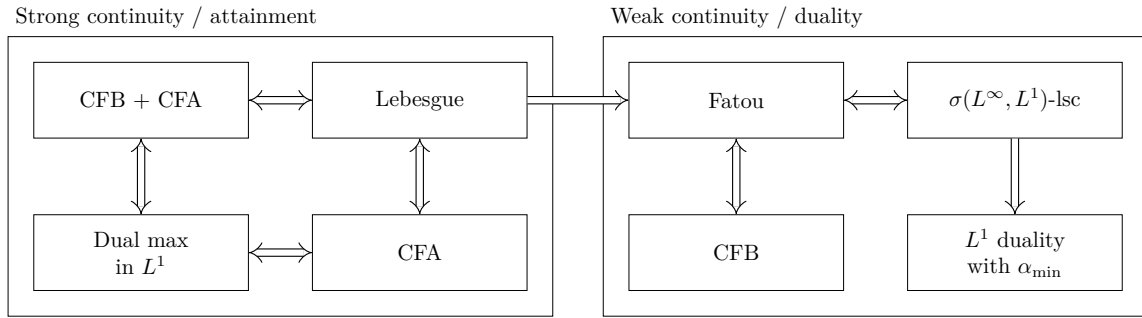 Strong continuity / attainment
Weak continuity / duality
CFB + CFA
Lebesgue
Fatou
σ(L^∞, L^1)-lsc
Dual max
in L^1
CFA
CFB
L^1 duality
with α_min